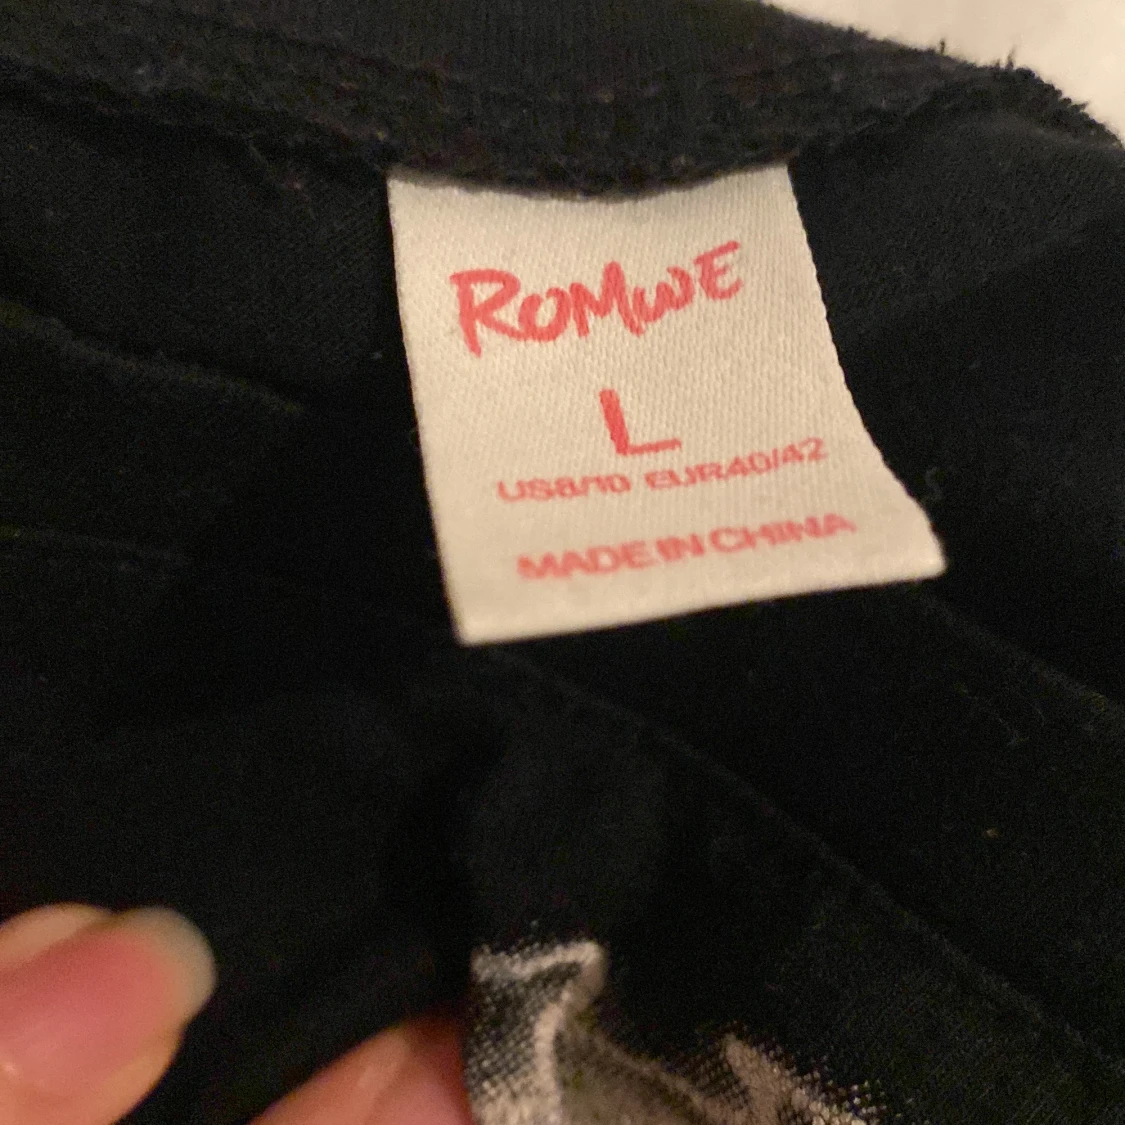 ROMWE
L
US8/10 EUR40/42
MADE IN CHINA